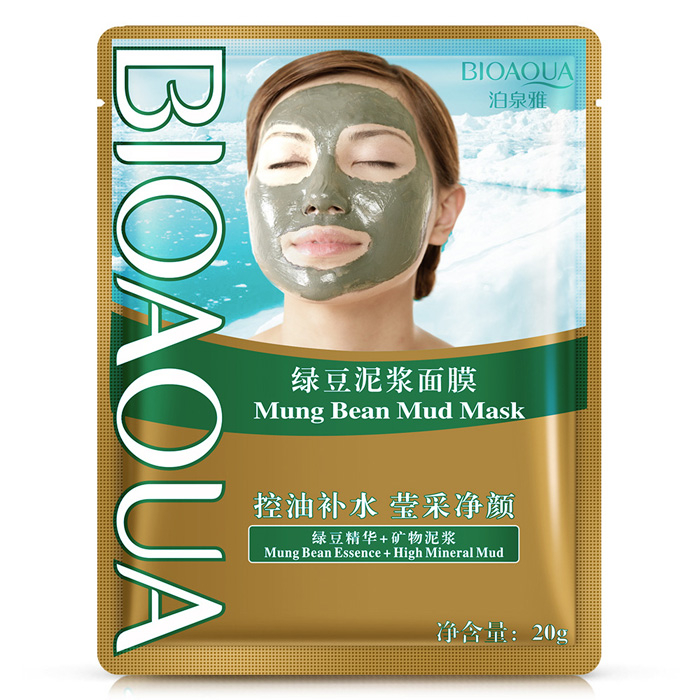 BIOAQUA
BIOAQUA
泊泉雅
绿豆泥浆面膜
Mung Bean Mud Mask
控油补水 莹采净颜
绿豆精华+矿物泥浆
Mung Bean Essence + High Mineral Mud
净含量：20g